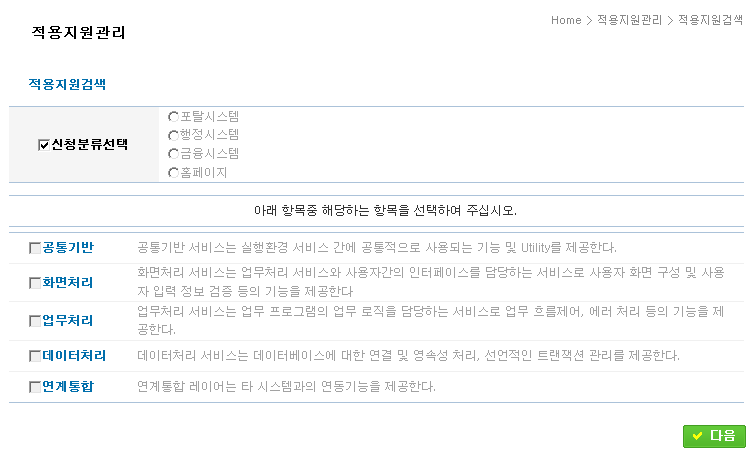 Home > 적용지원관리 > 적용지원검색
적용지원관리
적용지원검색
신청분류선택
포탈시스템
행정시스템
금융시스템
홈페이지
아래 항목중 해당하는 항목을 선택하여 주십시오.
공통기반
공통기반 서비스는 실행환경 서비스 간에 공통적으로 사용되는 기능 및 Utility를 제공한다.
화면처리
화면처리 서비스는 업무처리 서비스와 사용자간의 인터페이스를 담당하는 서비스로 사용자 화면 구성 및 사용
자 입력 정보 검증 등의 기능을 제공한다
업무처리
업무처리 서비스는 업무 프로그램의 업무 로직을 담당하는 서비스로 업무 흐름제어, 에러 처리 등의 기능을 제
공한다.
데이터처리
데이터처리 서비스는 데이터베이스에 대한 연결 및 영속성 처리, 선언적인 트랜잭션 관리를 제공한다.
연계통합
연계통합 레이어는 타 시스템과의 연동기능을 제공한다.
다음